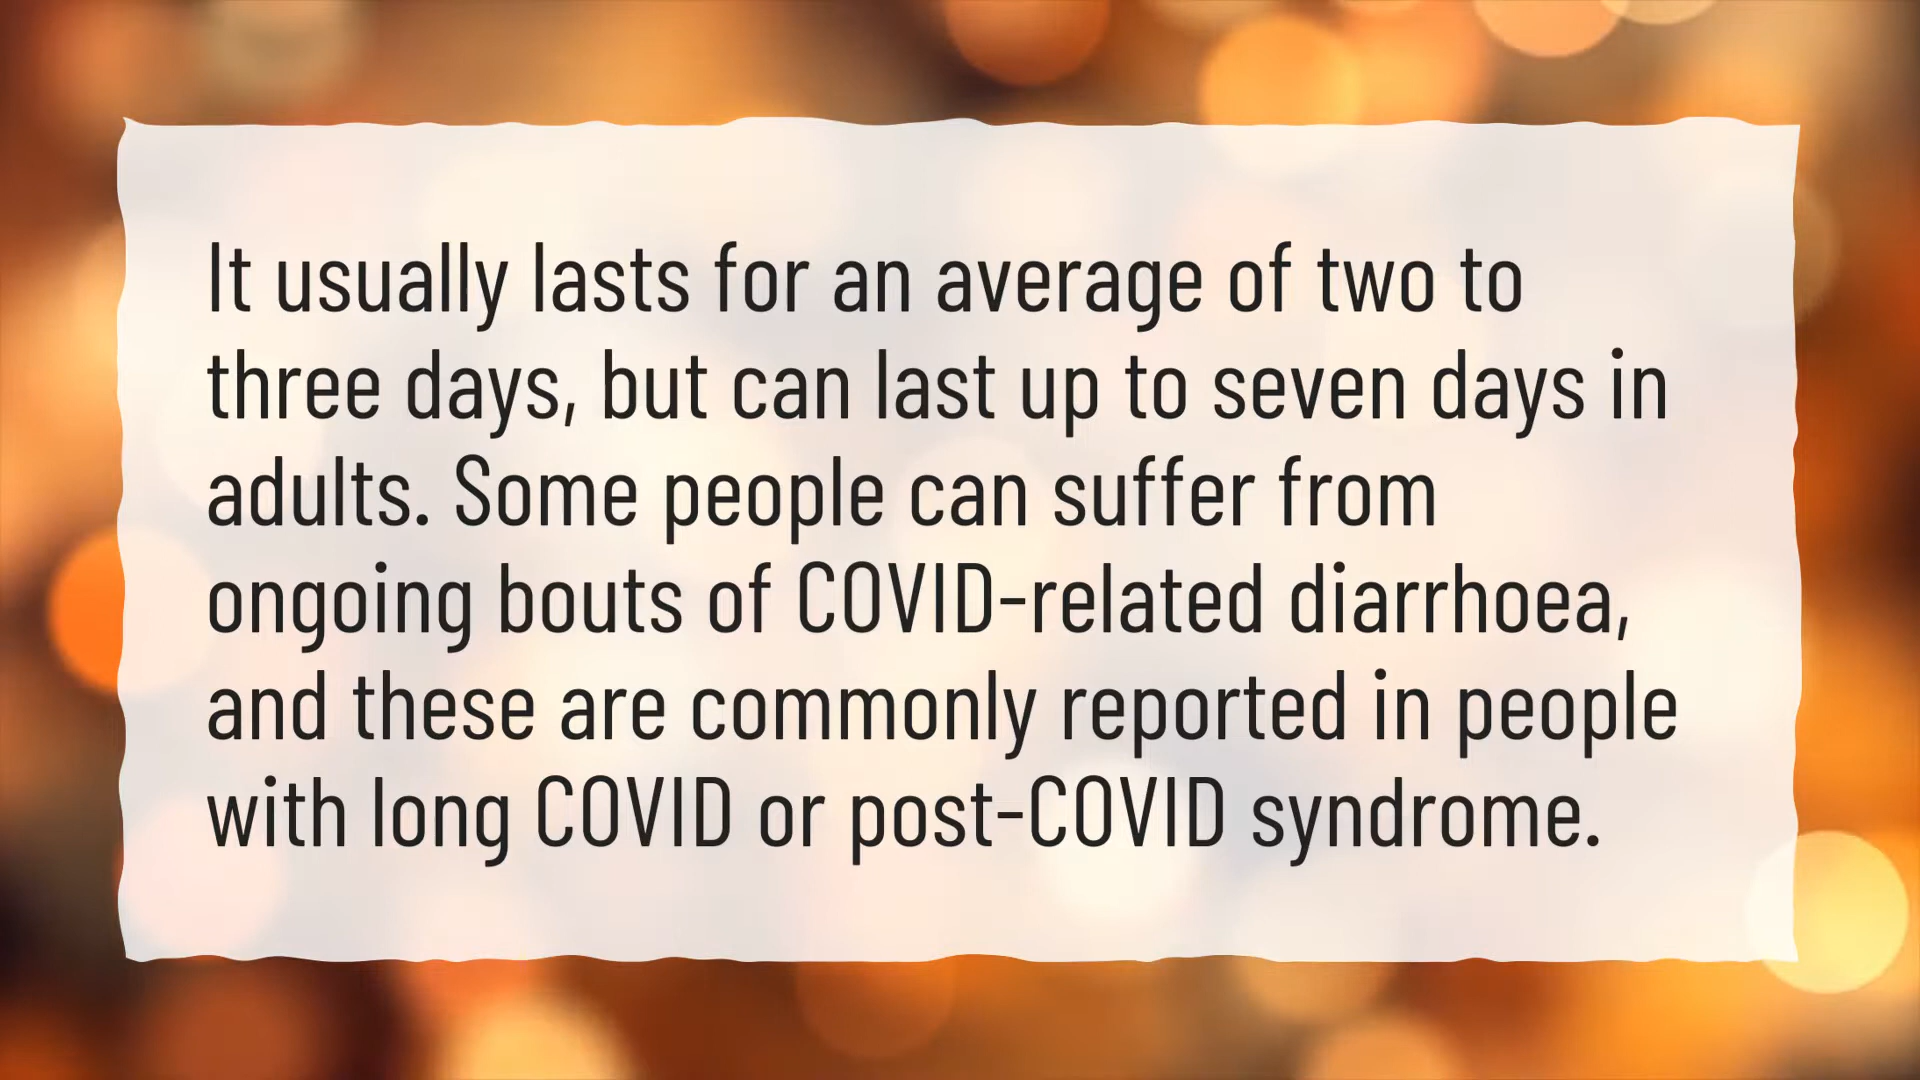 It usually lasts for an average of two to
three days, but can last up to seven days in
adults. Some people can suffer from
ongoing bouts of COVID-related diarrhoea,
and these are commonly reported in people
with long COVID or post-COVID syndrome.